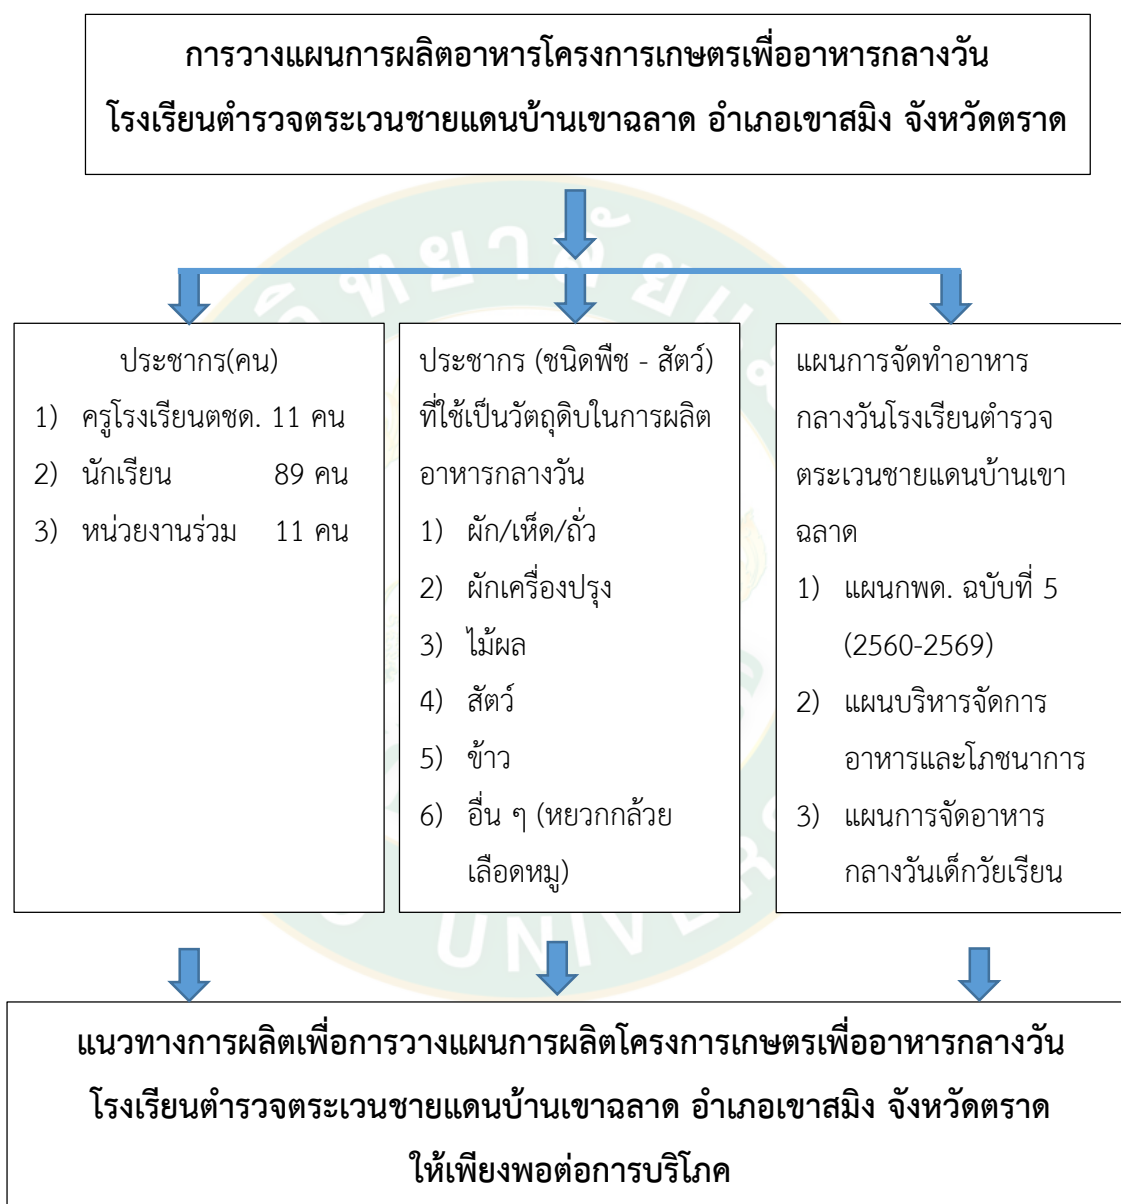 การวางแผนการผลิตอาหารโครงการเกษตรเพื่ออาหารกลางวัน
โรงเรียนตำรวจตระเวนชายแดนบ้านเขาฉลาด อำเภอเขาสมิง จังหวัดตราด
ประชากร(คน)
1) ครูโรงเรียนตชด. 11 คน
2) นักเรียน 89 คน
3) หน่วยงานร่วม 11 คน
ประชากร (ชนิดพืช - สัตว์)
ที่ใช้เป็นวัตถุดิบในการผลิต
อาหารกลางวัน
1) ผัก/เห็ด/ถั่ว
2) ผักเครื่องปรุง
3) ไม้ผล
4) สัตว์
5) ข้าว
6) อื่น ๆ (หยวกกล้วย
เลือดหมู)
แผนการจัดทำอาหาร
กลางวันโรงเรียนตำรวจ
ตระเวนชายแดนบ้านเขา
ฉลาด
1) แผนกพด. ฉบับที่ 5
(2560-2569)
2) แผนบริหารจัดการ
อาหารและโภชนาการ
3) แผนการจัดอาหาร
กลางวันเด็กวัยเรียน
แนวทางการผลิตเพื่อการวางแผนการผลิตโครงการเกษตรเพื่ออาหารกลางวัน
โรงเรียนตำรวจตระเวนชายแดนบ้านเขาฉลาด อำเภอเขาสมิง จังหวัดตราด
ให้เพียงพอต่อการบริโภค